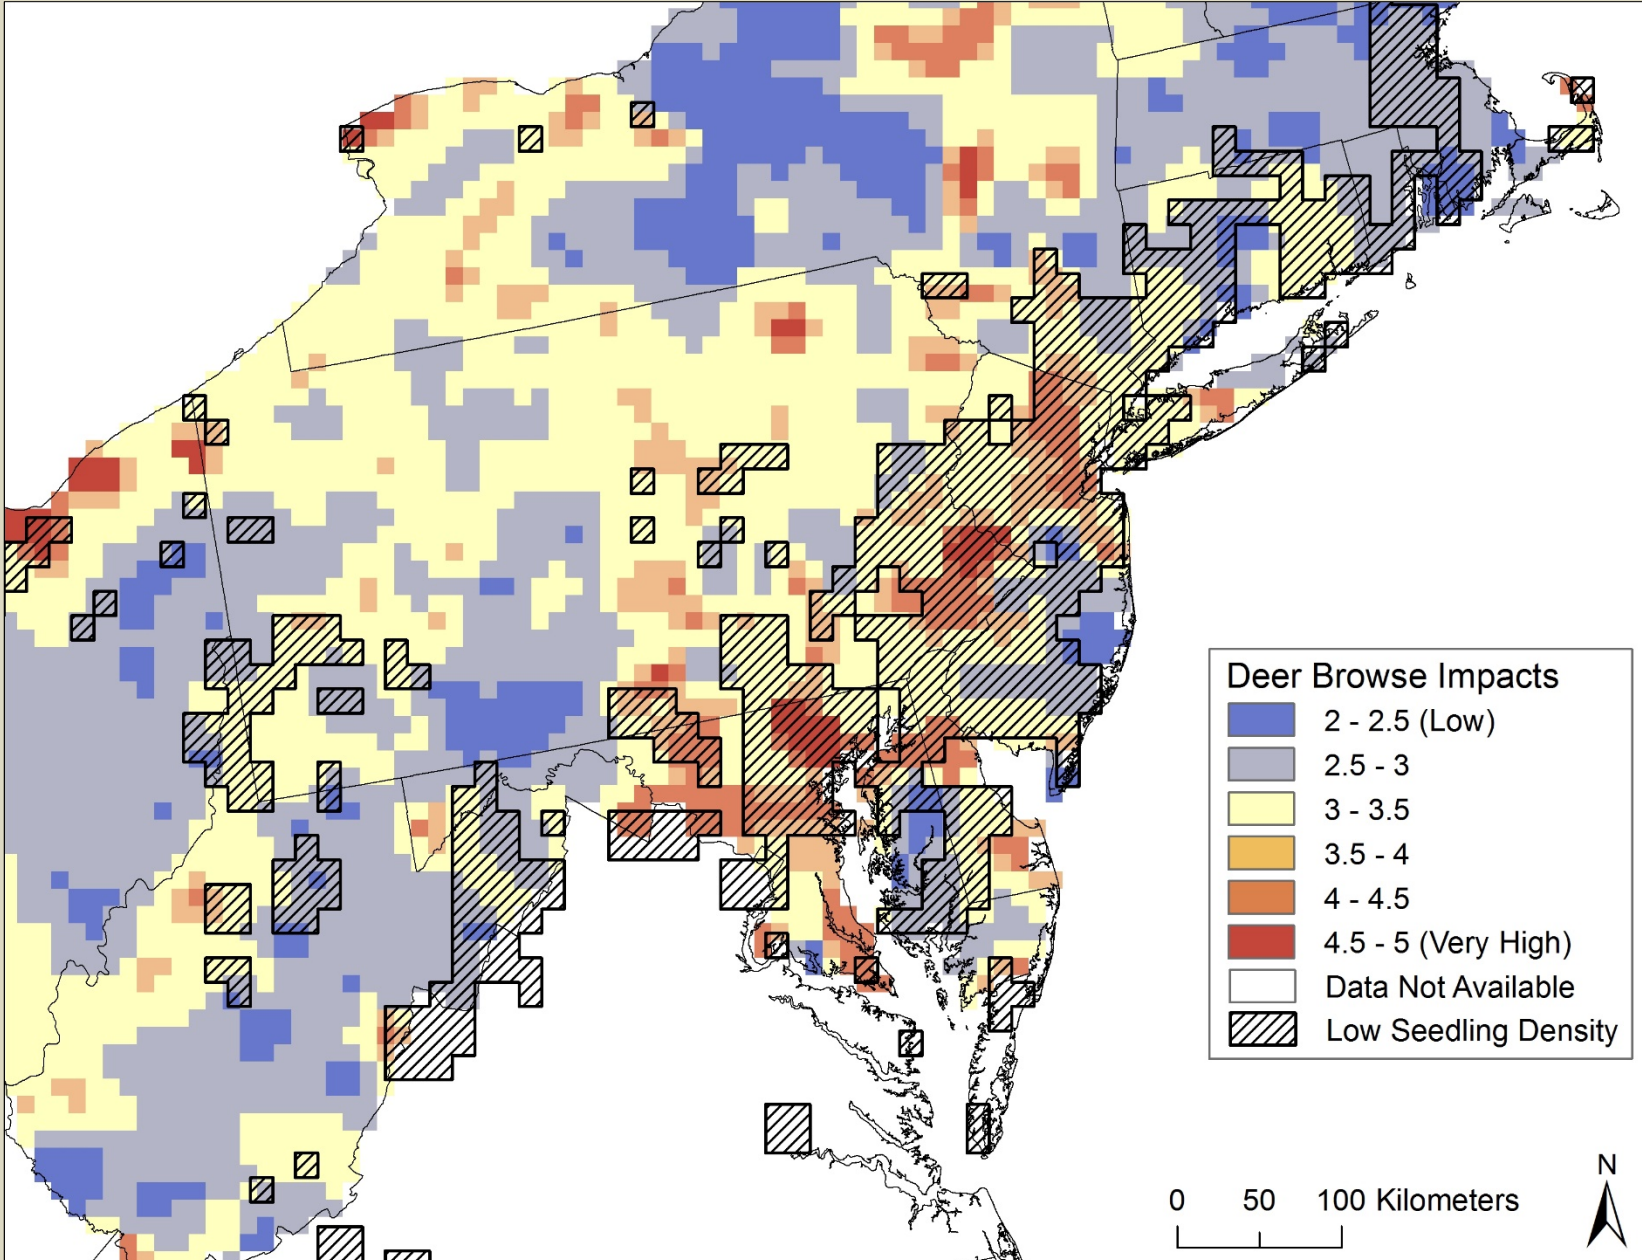 Deer Browse Impacts
2 - 2.5 (Low)
2.5 - 3
3 - 3.5
3.5 - 4
4 - 4.5
4.5 - 5 (Very High)
Data Not Available
Low Seedling Density
N
0 50 100 Kilometers